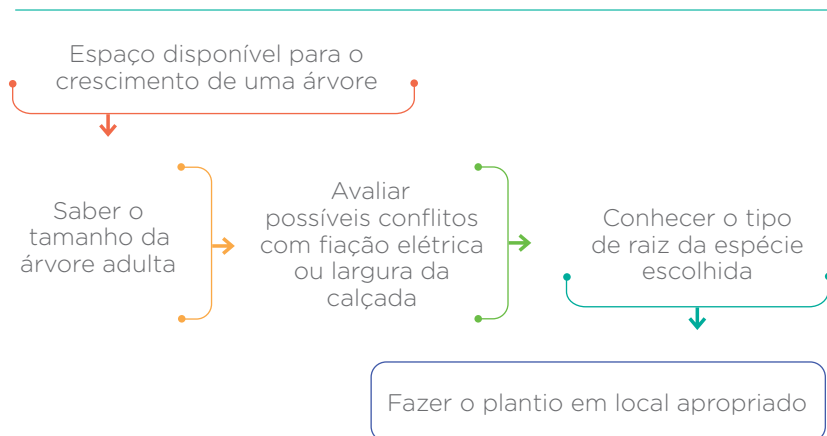 Espaço disponível para o
crescimento de uma árvore
Saber o
tamanho da
árvore adulta
Avaliar
possíveis conflitos
com fiação elétrica
ou largura da
calçada
Conhecer o tipo
de raiz da espécie
escolhida
Fazer o plantio em local apropriado